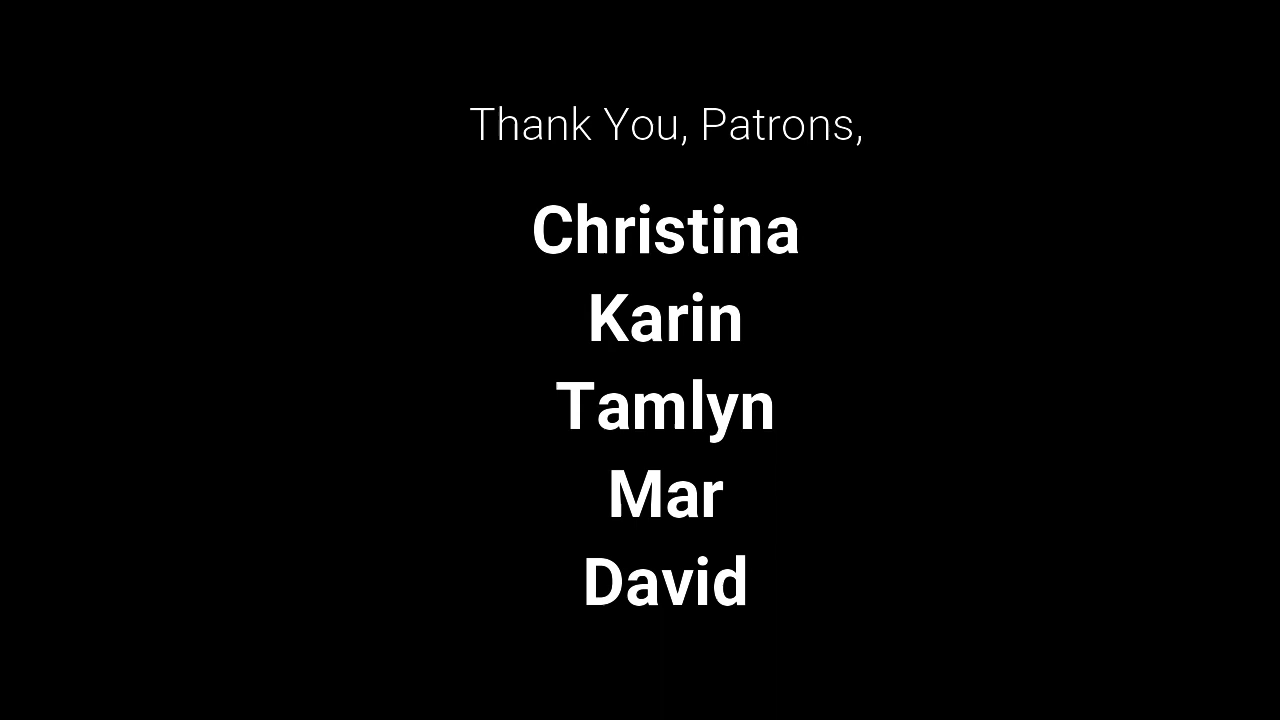 Thank You, Patrons,
Christina
Karin
Tamlyn
Mar
David